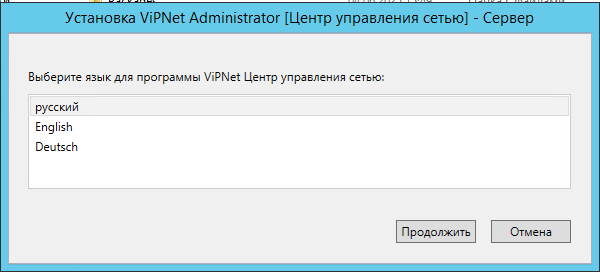 Установка ViPNet Administrator [Центр управления сетью] - Сервер
Выберите язык для программы ViPNet Центр управления сетью:
русский
English
Deutsch
Продолжить
Отмена